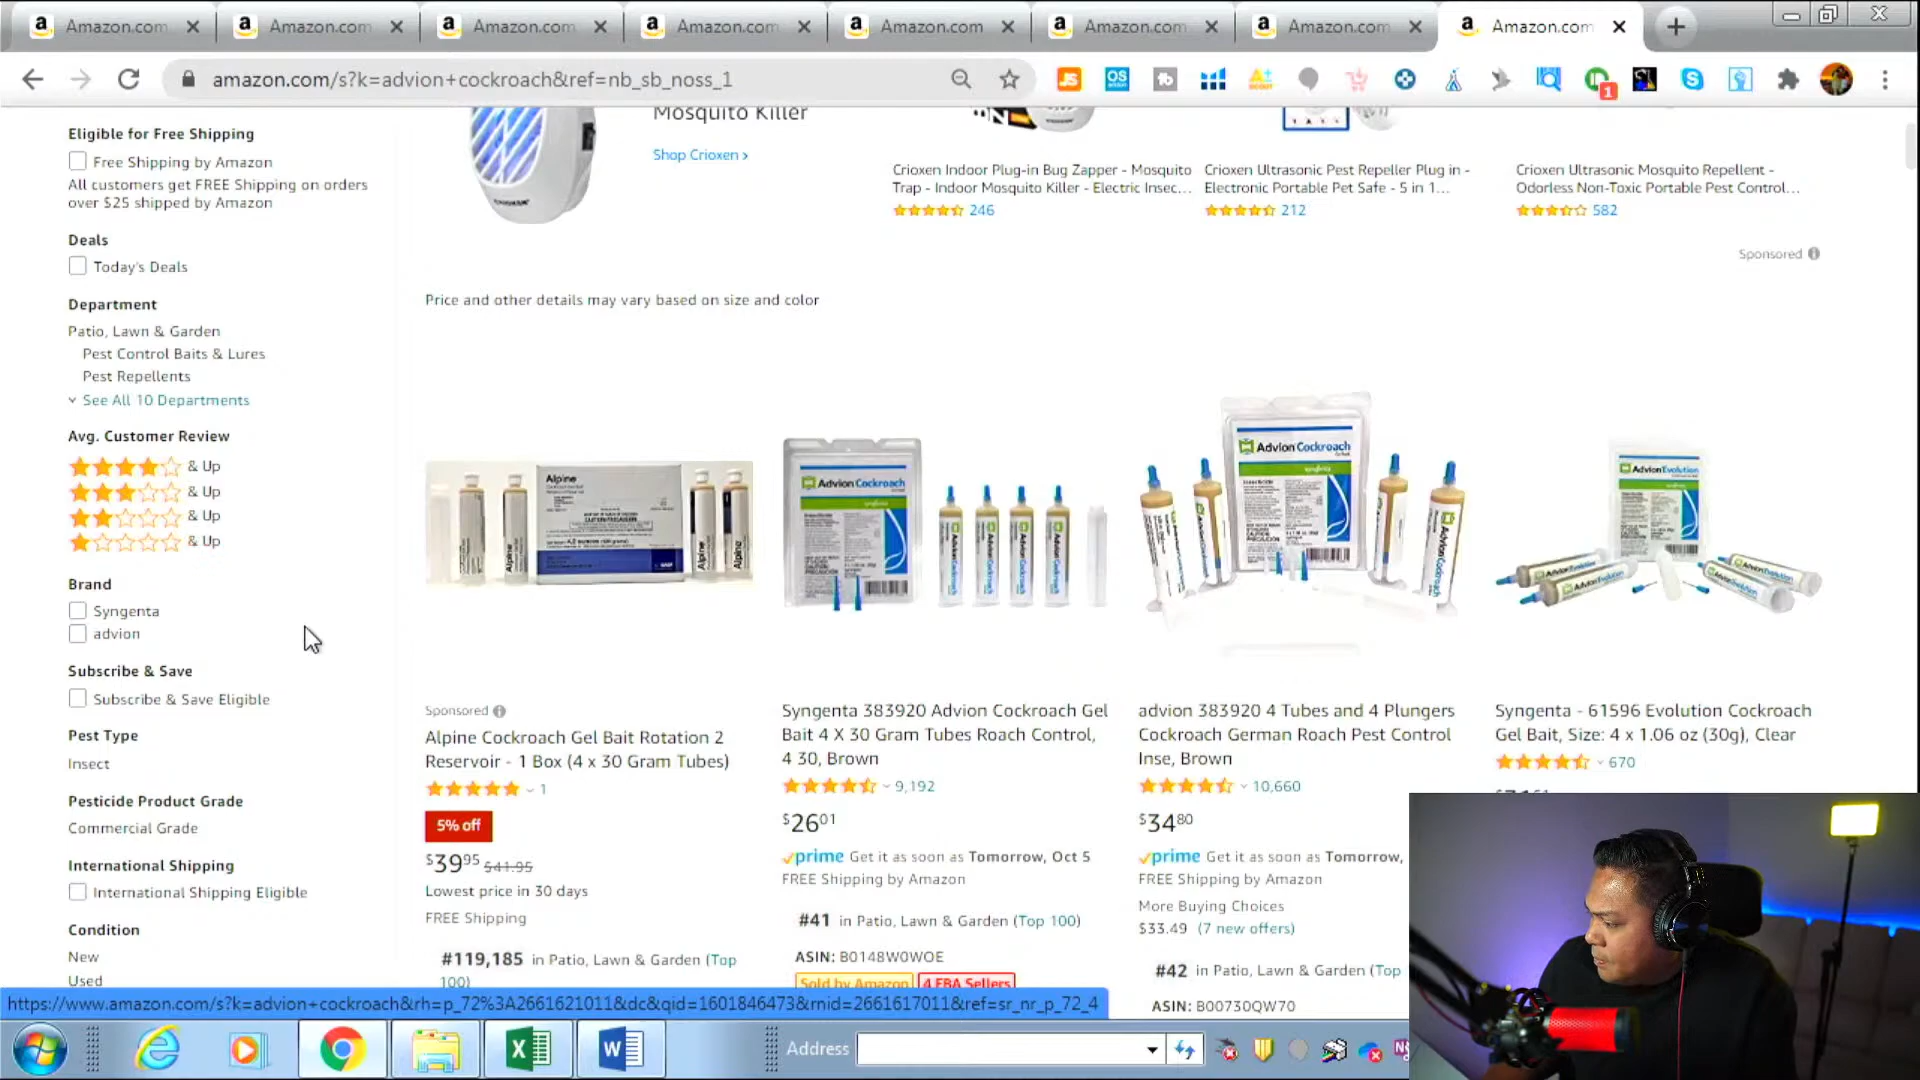 Amazon.com Amazon.com Amazon.com Amazon.com Amazon.com Amazon.com Amazon.com Amazon.com
amazon.com/s?k=advion+cockroach&ref=nb_sb_noss_1
Eligible for Free Shipping
Free Shipping by Amazon
All customers get FREE Shipping on orders
over $25 shipped by Amazon
Deals
Today's Deals
Department
Patio, Lawn & Garden
Pest Control Baits & Lures
Pest Repellents
See All 10 Departments
Avg. Customer Review
& Up
& Up
& Up
& Up
Brand
Syngenta
advion
Subscribe & Save
Subscribe & Save Eligible
Pest Type
Insect
Pesticide Product Grade
Commercial Grade
International Shipping
International Shipping Eligible
Condition
New
Used
Mosquito Killer
Shop Crioxen ›
Crioxen Indoor Plug-in Bug Zapper - Mosquito
Trap - Indoor Mosquito Killer - Electric Insec...
246
Crioxen Ultrasonic Pest Repeller Plug in -
Electronic Portable Pet Safe - 5 in 1...
212
Crioxen Ultrasonic Mosquito Repellent -
Odorless Non-Toxic Portable Pest Control...
582
Sponsored
Price and other details may vary based on size and color
Alpine
Alpine
Alpine
Sponsored
Alpine Cockroach Gel Bait Rotation 2
Reservoir - 1 Box (4 x 30 Gram Tubes)
1
5% off
$39.95 $41.95
Lowest price in 30 days
FREE Shipping
#119,185 in Patio, Lawn & Garden (Top
100)
Advion Cockroach
Syngenta 383920 Advion Cockroach Gel
Bait 4 X 30 Gram Tubes Roach Control,
4 30, Brown
9,192
$26.01
prime Get it as soon as Tomorrow, Oct 5
FREE Shipping by Amazon
#41 in Patio, Lawn & Garden (Top 100)
ASIN: B0148W0WOE
Sold by Amazon 4 FBA Sellers
Advion Cockroach
syngenta
advion 383920 4 Tubes and 4 Plungers
Cockroach German Roach Pest Control
Inse, Brown
10,660
$34.80
prime Get it as soon as Tomorrow,
FREE Shipping by Amazon
More Buying Choices
$33.49 (7 new offers)
#42 in Patio, Lawn & Garden (Top
ASIN: B00730QW70
Advion Evolution
Syngenta - 61596 Evolution Cockroach
Gel Bait, Size: 4 x 1.06 oz (30g), Clear
670
https://www.amazon.com/s?k=advion+cockroach&rh=p_72%3A2661621011&dc&qid=1601846473&rnid=2661617011&ref=sr_nr_p_72_4
Address